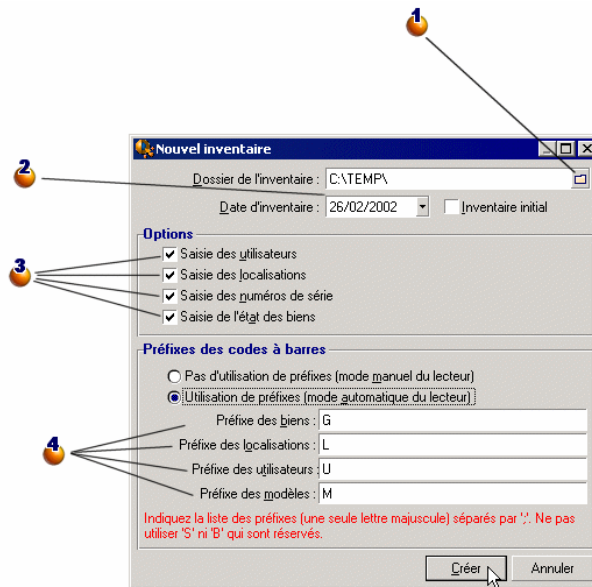 1
Nouvel inventaire
2
Dossier de l'inventaire : C:\TEMP\
Date d'inventaire : 26/02/2002 Inventaire initial
Options
3
Saisie des utilisateurs
Saisie des localisations
Saisie des numéros de série
Saisie de l'état des biens
Préfixes des codes à barres
Pas d'utilisation de préfixes (mode manuel du lecteur)
Utilisation de préfixes (mode automatique du lecteur)
4
Préfixe des biens : G
Préfixe des localisations : L
Préfixe des utilisateurs : U
Préfixe des modèles : M
Indiquez la liste des préfixes (une seule lettre majuscule) séparés par ';'. Ne pas
utiliser 'S' ni 'B' qui sont réservés.
Créer Annuler